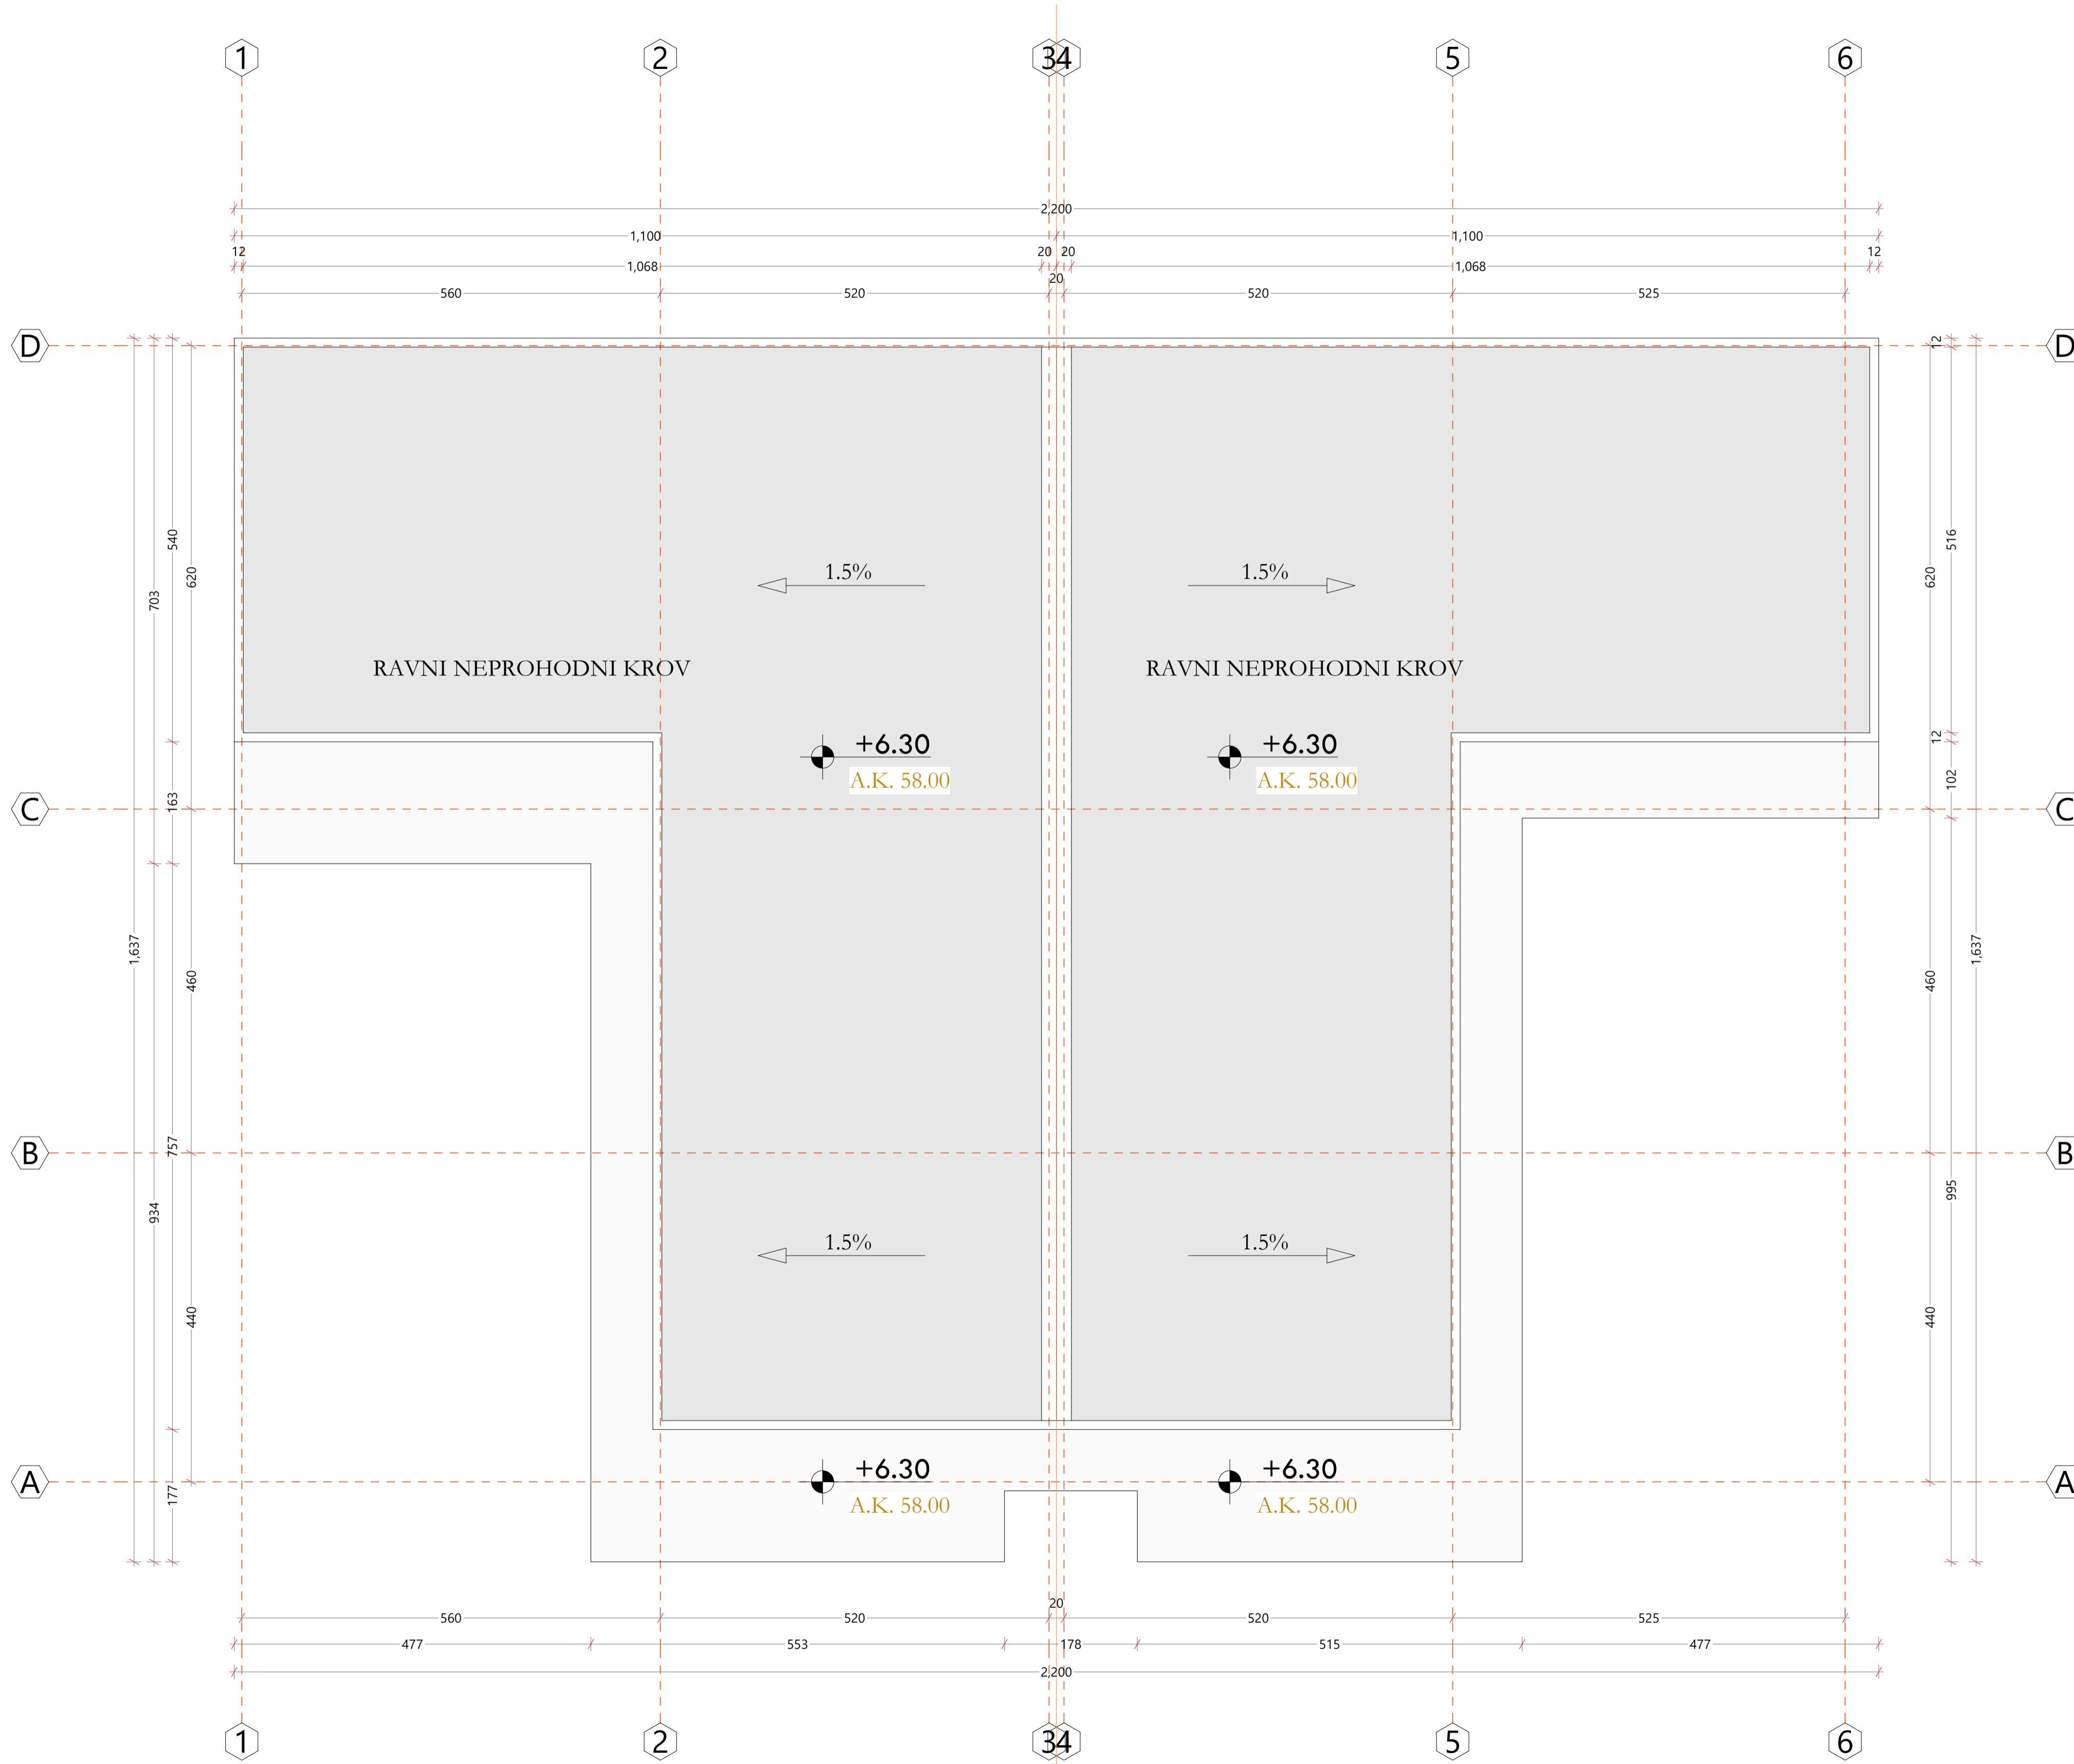 1 2 3 4 5 6
2,200
1,100 1,100
12 1,068 20 20 1,068 12
20
560 520 520 525
D D
12
540 516
620 620
703
1.5% 1.5%
RAVNI NEPROHODNI KROV RAVNI NEPROHODNI KROV
12
+6.30 +6.30
A.K. 58.00 A.K. 58.00
102
163
C C
1,637 1,637
460 460
757
B B
995
934
1.5% 1.5%
440 440
+6.30 +6.30
A A
177
A.K. 58.00 A.K. 58.00
20
560 520 520 525
477 553 178 515 477
2,200
1 2 3 4 5 6